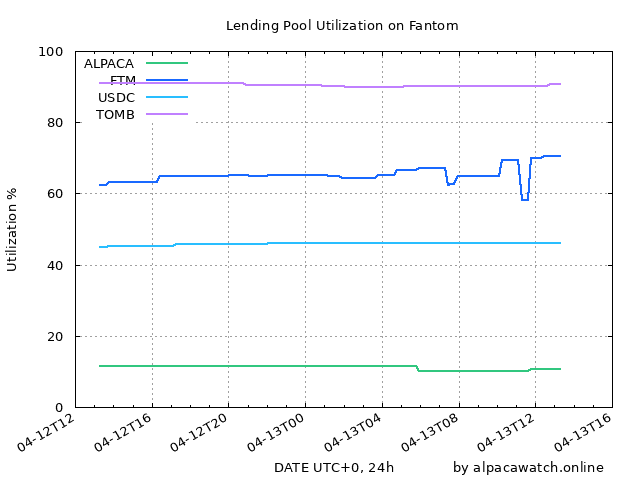 Lending Pool Utilization on Fantom
100
80
60
40
20
0
Utilization %
ALPACA
FTM
USDC
TOMB
04-12T12
04-12T16
04-12T20
04-13T00
04-13T04
04-13T08
04-13T12
04-13T16
DATE UTC+0, 24h
by alpacawatch.online